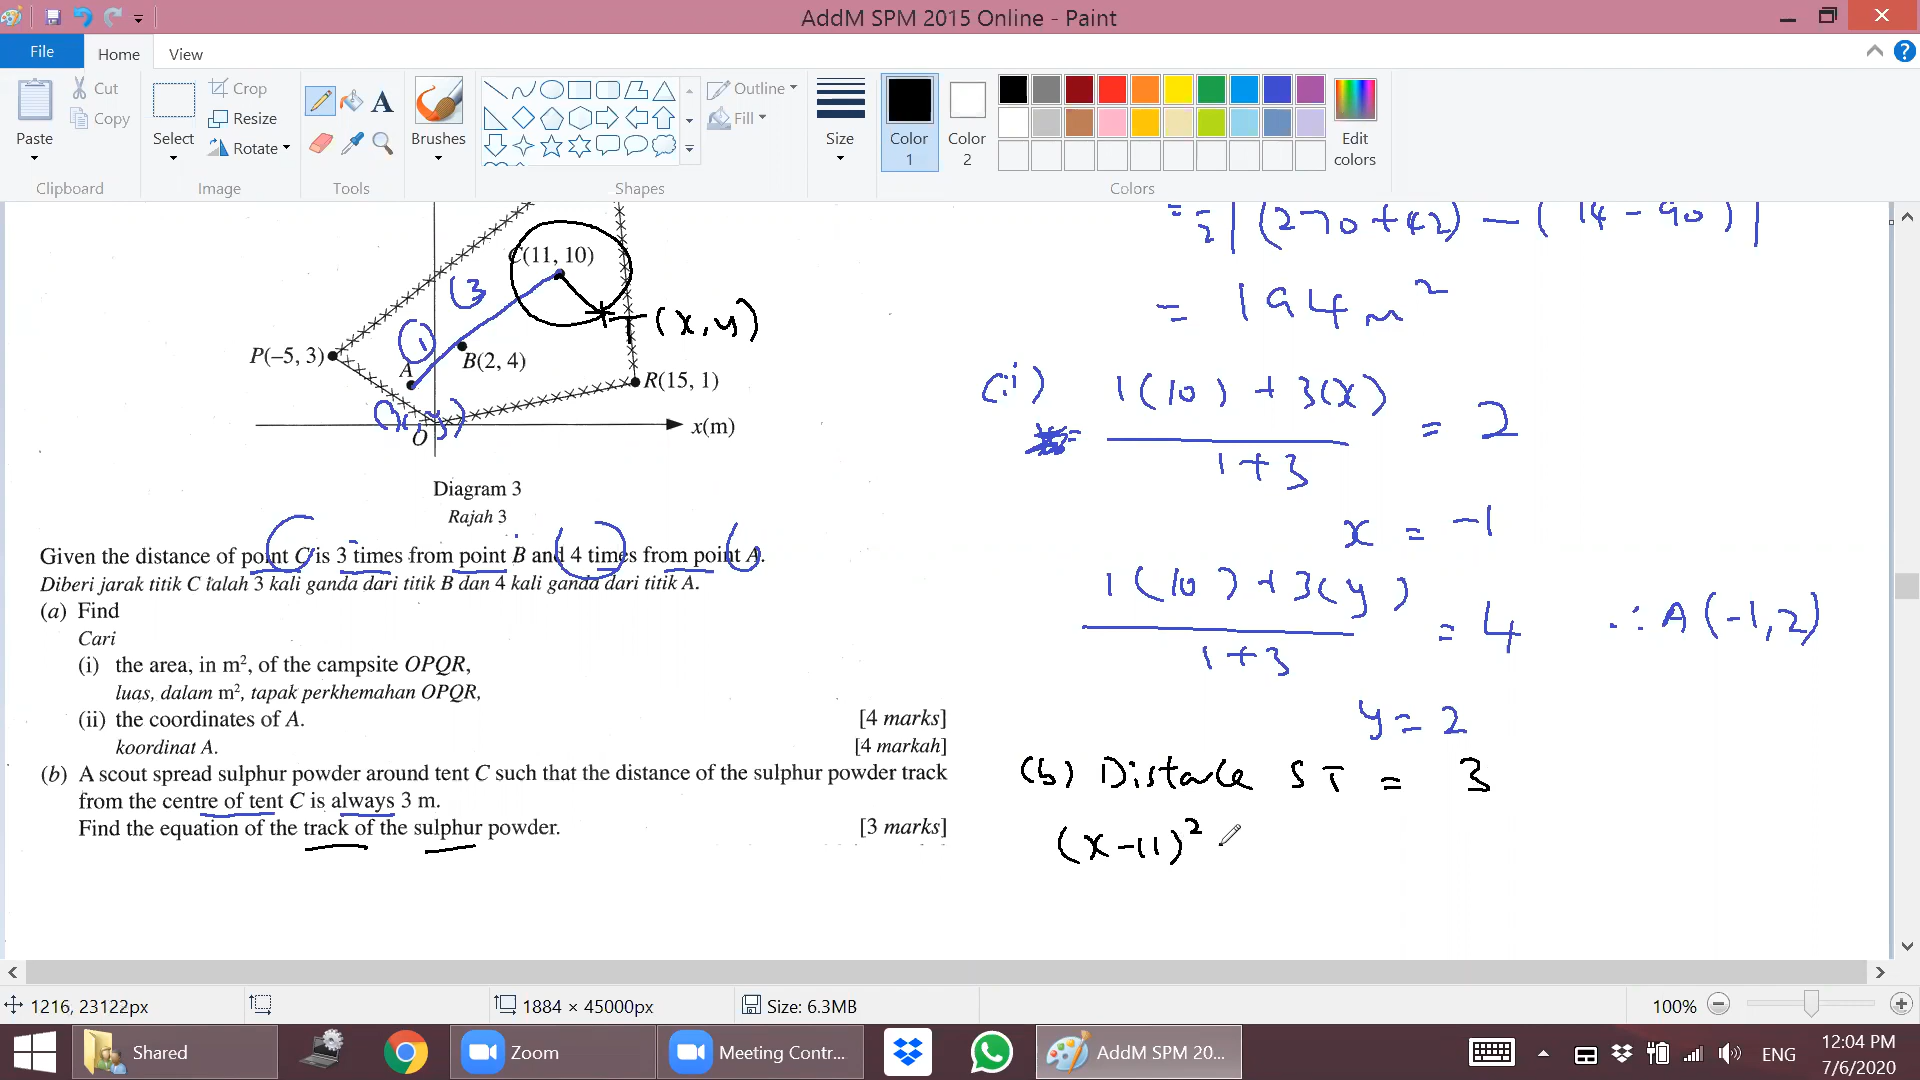 AddM SPM 2015 Online - Paint
File
Home
View
Paste
Cut
Copy
Clipboard
Select
Crop
Resize
Rotate
Image
Tools
Brushes
Outline
Fill
Shapes
Size
Color
1
Color
2
Edit
colors
Colors
C(11, 10)
(3
T(x,y)
1
P(−5, 3)
A
B(2, 4)
R(15, 1)
O
x(m)
Diagram 3
Rajah 3
Given the distance of point C is 3 times from point B and 4 times from point A.
Diberi jarak titik C ialah 3 kali ganda dari titik B dan 4 kali ganda dari titik A.
(a) Find
Cari
(i) the area, in m², of the campsite OPQR,
luas, dalam m², tapak perkhemahan OPQR,
(ii) the coordinates of A.
[4 marks]
koordinat A.
[4 markah]
(b) A scout spread sulphur powder around tent C such that the distance of the sulphur powder track
from the centre of tent C is always 3 m.
Find the equation of the track of the sulphur powder.
[3 marks]
(270+42) − (14−90)|
= 194 m²
(ii) 1(10) + 3(x)
= 2
1+3
x = −1
1(10) + 3(y)
= 4
1+3
∴ A(−1,2)
y = 2
(b) Distance ST = 3
(x−11)²
1216, 23122px
1884 × 45000px
Size: 6.3MB
100%
Shared
Zoom
Meeting Contr...
AddM SPM 20...
ENG
12:04 PM
7/6/2020